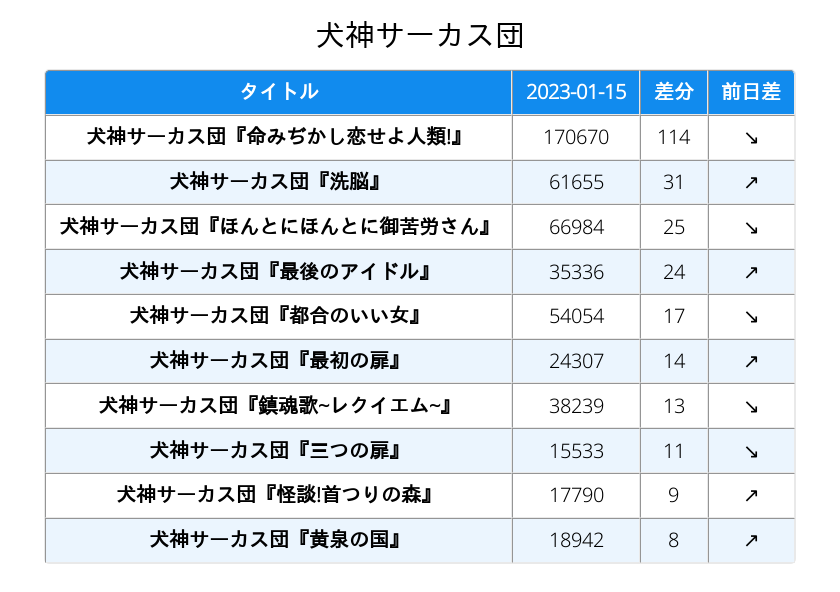 犬神サーカス団
タイトル 2023-01-15 差分 前日差
犬神サーカス団『命みぢかし恋せよ人類!』 170670 114 ↘
犬神サーカス団『洗脳』 61655 31 ↗
犬神サーカス団『ほんとにほんとに御苦労さん』 66984 25 ↘
犬神サーカス団『最後のアイドル』 35336 24 ↗
犬神サーカス団『都合のいい女』 54054 17 ↘
犬神サーカス団『最初の扉』 24307 14 ↗
犬神サーカス団『鎮魂歌~レクイエム~』 38239 13 ↘
犬神サーカス団『三つの扉』 15533 11 ↘
犬神サーカス団『怪談!首つりの森』 17790 9 ↗
犬神サーカス団『黄泉の国』 18942 8 ↗